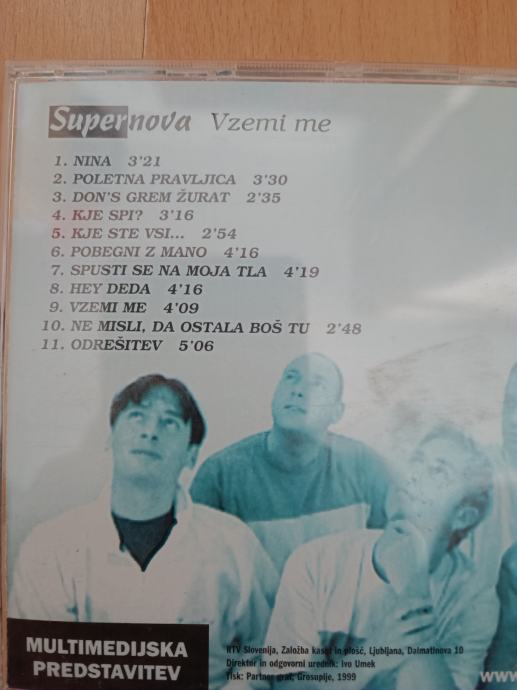 Supernova Vzemi me
1. NINA 3'21
2. POLETNA PRAVLJICA 3'30
3. DON'S GREM ŽURAT 2'35
4. KJE SPI? 3'16
5. KJE STE VSI... 2'54
6. POBEGNI Z MANO 4'16
7. SPUSTI SE NA MOJA TLA 4'19
8. HEY DEDA 4'16
9. VZEMI ME 4'09
10. NE MISLI, DA OSTALA BOŠ TU 2'48
11. ODREŠITEV 5'06
MULTIMEDIJSKA
PREDSTAVITEV
RTV Slovenija, Založba kaset in plošč, Ljubljana, Dalmatinova 10
Direktor in odgovorni urednik: Ivo Umek
Tisk: Partner graf, Grosuplje, 1999
www